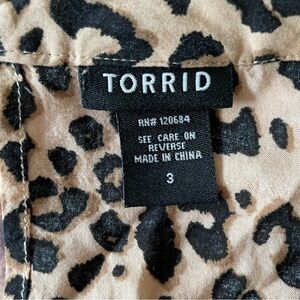 TORRID
RN# 120684
SEE CARE ON
REVERSE
MADE IN CHINA
3